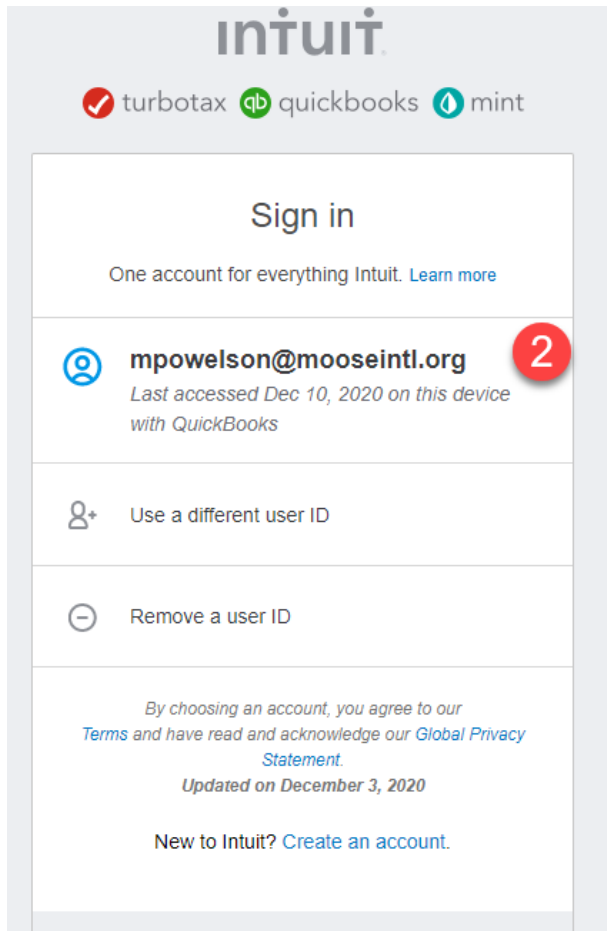 ıntuıt.
turbotax qb quickbooks mint
Sign in
One account for everything Intuit. Learn more
mpowelson@mooseintl.org 2
Last accessed Dec 10, 2020 on this device
with QuickBooks
Use a different user ID
Remove a user ID
By choosing an account, you agree to our
Terms and have read and acknowledge our Global Privacy
Statement.
Updated on December 3, 2020
New to Intuit? Create an account.